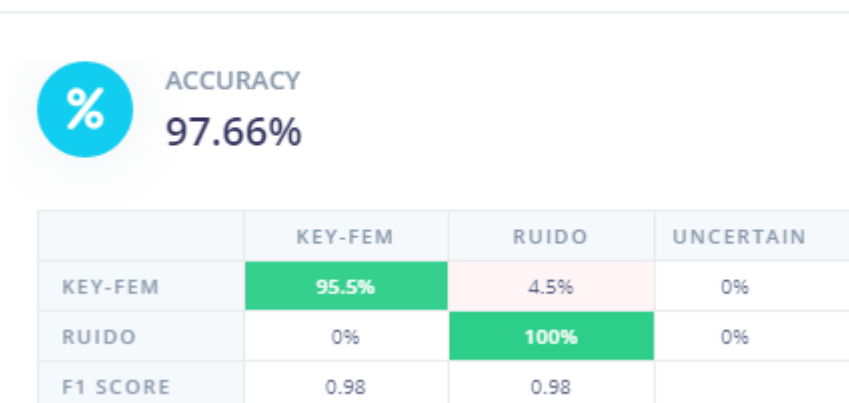 %
ACCURACY
97.66%
KEY-FEM RUIDO UNCERTAIN
KEY-FEM 95.5% 4.5% 0%
RUIDO 0% 100% 0%
F1 SCORE 0.98 0.98